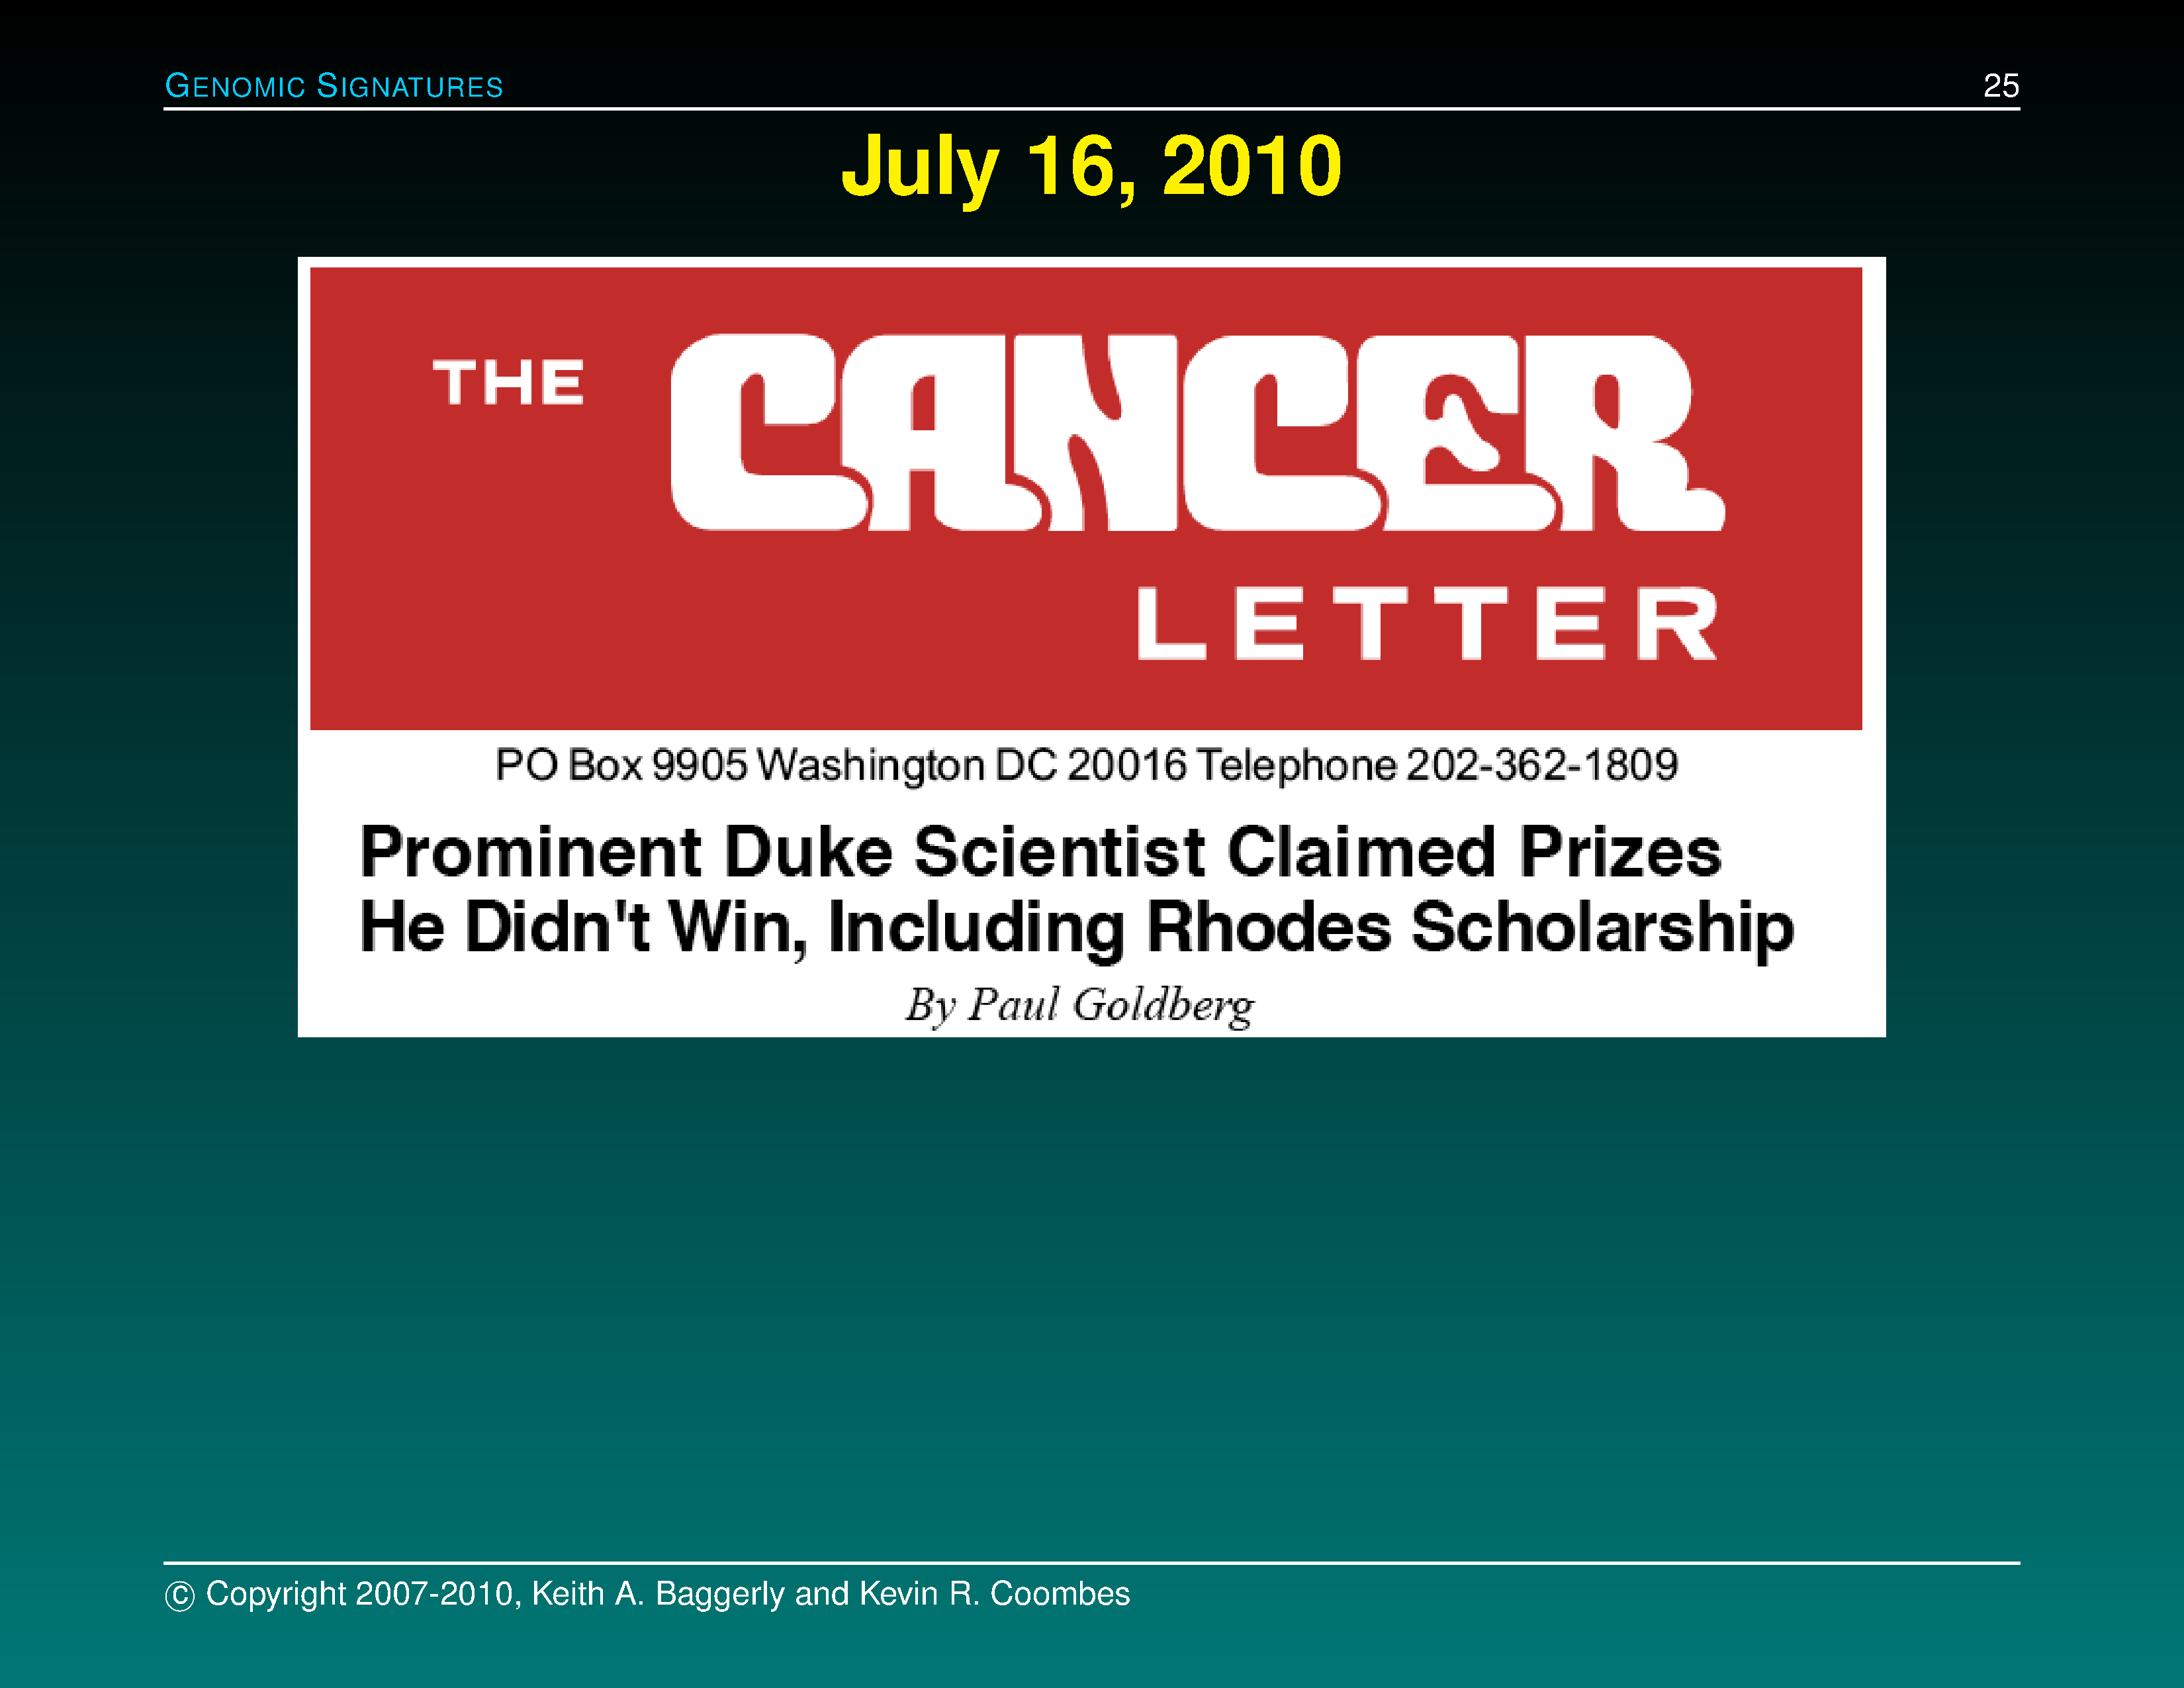 GENOMIC SIGNATURES 25
July 16, 2010
THE CANCER
LETTER
PO Box 9905 Washington DC 20016 Telephone 202-362-1809
Prominent Duke Scientist Claimed Prizes
He Didn't Win, Including Rhodes Scholarship
By Paul Goldberg
© Copyright 2007-2010, Keith A. Baggerly and Kevin R. Coombes